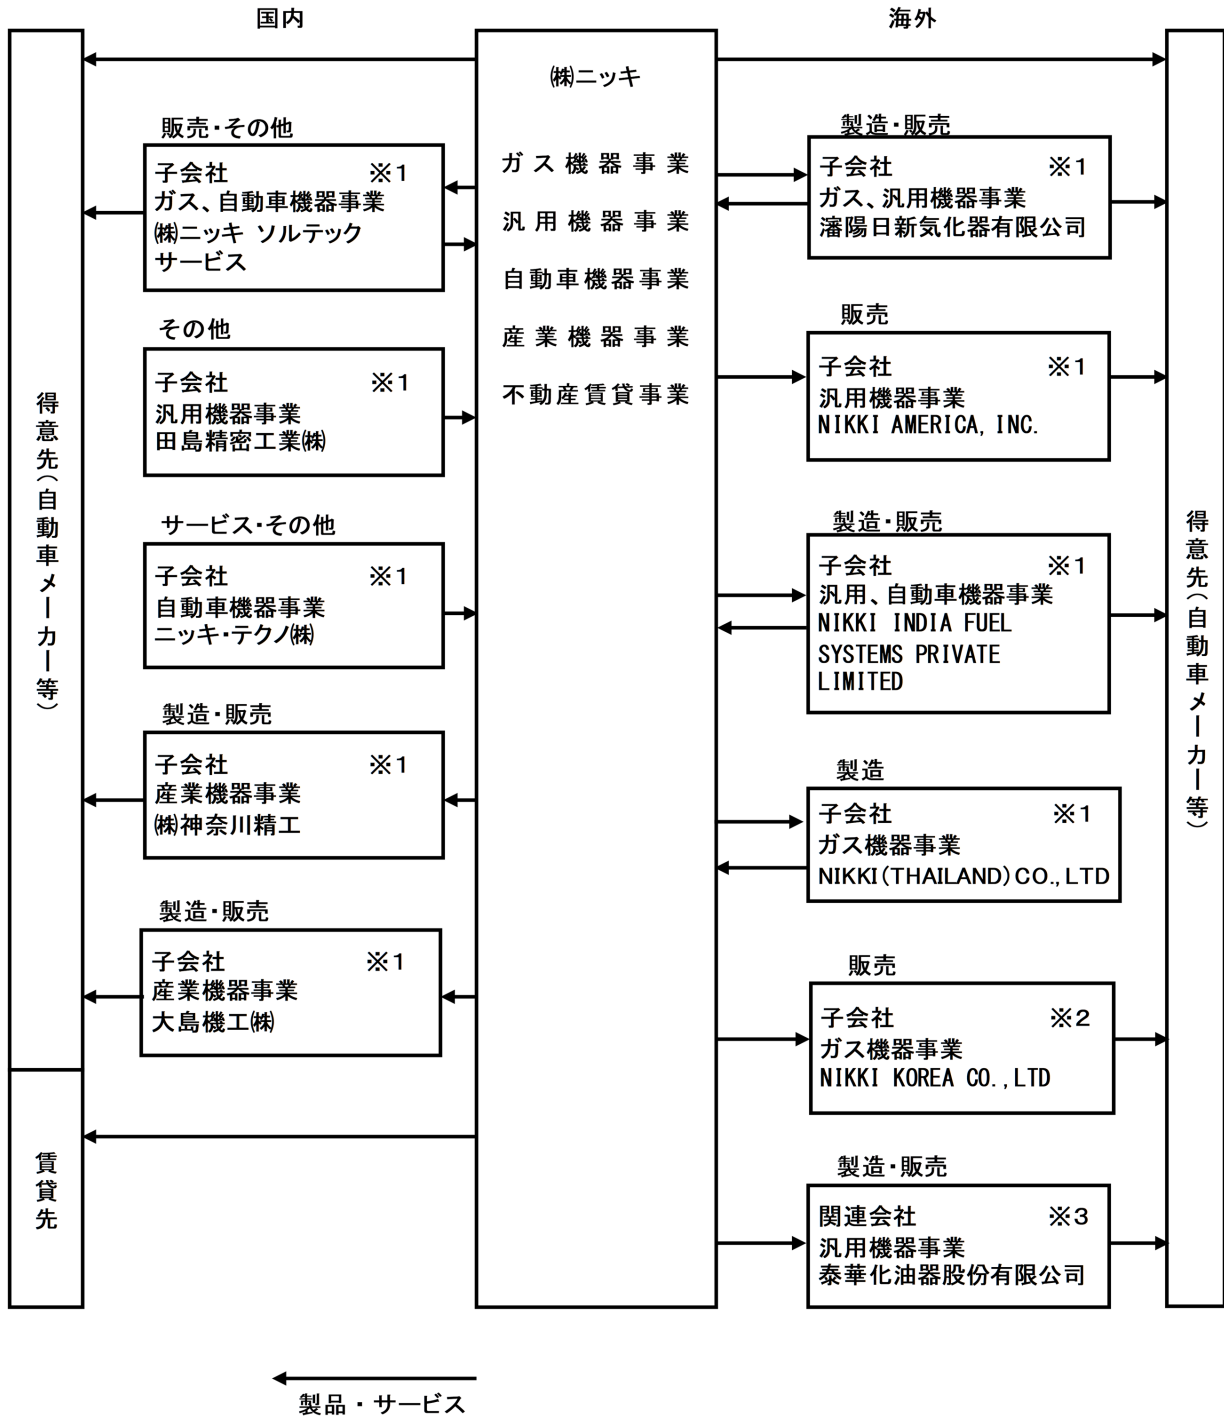 国内
海外
得意先（自動車メーカー等）
賃貸先
販売・その他
子会社 ※1
ガス、自動車機器事業
㈱ニッキ ソルテック
サービス
その他
子会社 ※1
汎用機器事業
田島精密工業㈱
サービス・その他
子会社 ※1
自動車機器事業
ニッキ・テクノ㈱
製造・販売
子会社 ※1
産業機器事業
㈱神奈川精工
製造・販売
子会社 ※1
産業機器事業
大島機工㈱
㈱ニッキ
ガス機器事業
汎用機器事業
自動車機器事業
産業機器事業
不動産賃貸事業
製造・販売
子会社 ※1
ガス、汎用機器事業
瀋陽日新気化器有限公司
販売
子会社 ※1
汎用機器事業
NIKKI AMERICA, INC.
製造・販売
子会社 ※1
汎用、自動車機器事業
NIKKI INDIA FUEL
SYSTEMS PRIVATE
LIMITED
製造
子会社 ※1
ガス機器事業
NIKKI(THAILAND)CO.,LTD
販売
子会社 ※2
ガス機器事業
NIKKI KOREA CO.,LTD
製造・販売
関連会社 ※3
汎用機器事業
泰華化油器股份有限公司
得意先（自動車メーカー等）
製品・サービス